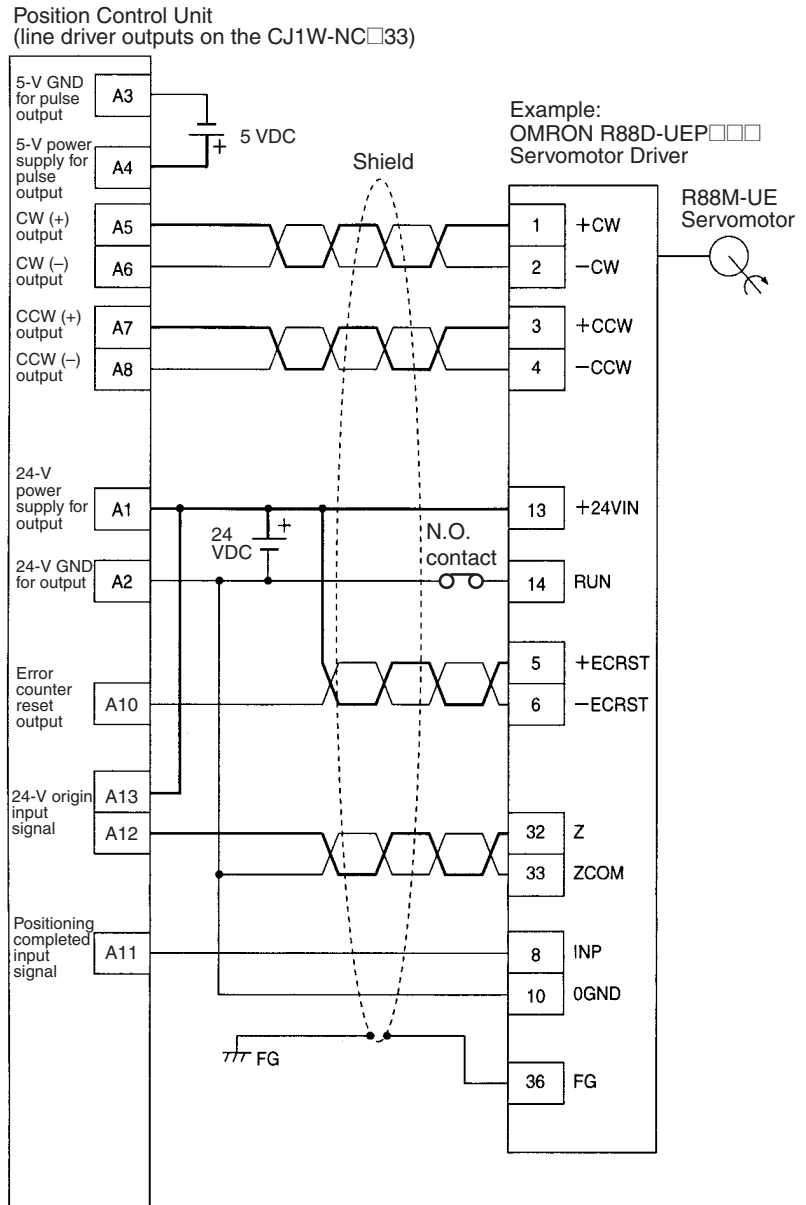 Position Control Unit
(line driver outputs on the CJ1W-NC□33)
5-V GND
for pulse
output
A3
5 VDC
+
5-V power
supply for
pulse
output
A4
Example:
OMRON R88D-UEP□□□
Servomotor Driver
Shield
R88M-UE
Servomotor
CW (+)
output
A5
1
+CW
CW (−)
output
A6
2
−CW
CCW (+)
output
A7
3
+CCW
CCW (−)
output
A8
4
−CCW
24-V
power
supply for
output
A1
24
VDC
+
13
+24VIN
N.O.
contact
24-V GND
for output
A2
14
RUN
5
+ECRST
Error
counter
reset
output
A10
6
−ECRST
24-V origin
input
signal
A13
A12
32
Z
33
ZCOM
Positioning
completed
input
signal
A11
8
INP
10
0GND
FG
36
FG